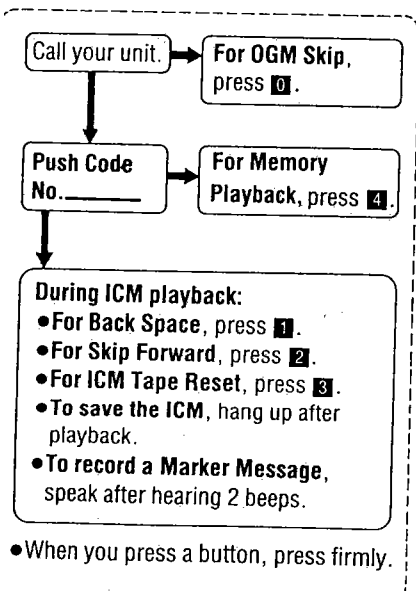 Call your unit.
For OGM Skip,
press 0.
Push Code
No.________
For Memory
Playback, press 4.
During ICM playback:
●For Back Space, press 1.
●For Skip Forward, press 2.
●For ICM Tape Reset, press 3.
●To save the ICM, hang up after
playback.
●To record a Marker Message,
speak after hearing 2 beeps.
●When you press a button, press firmly.